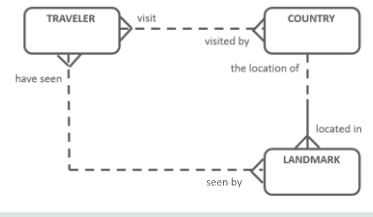 TRAVELER
visit
COUNTRY
visited by
the location of
have seen
located in
LANDMARK
seen by